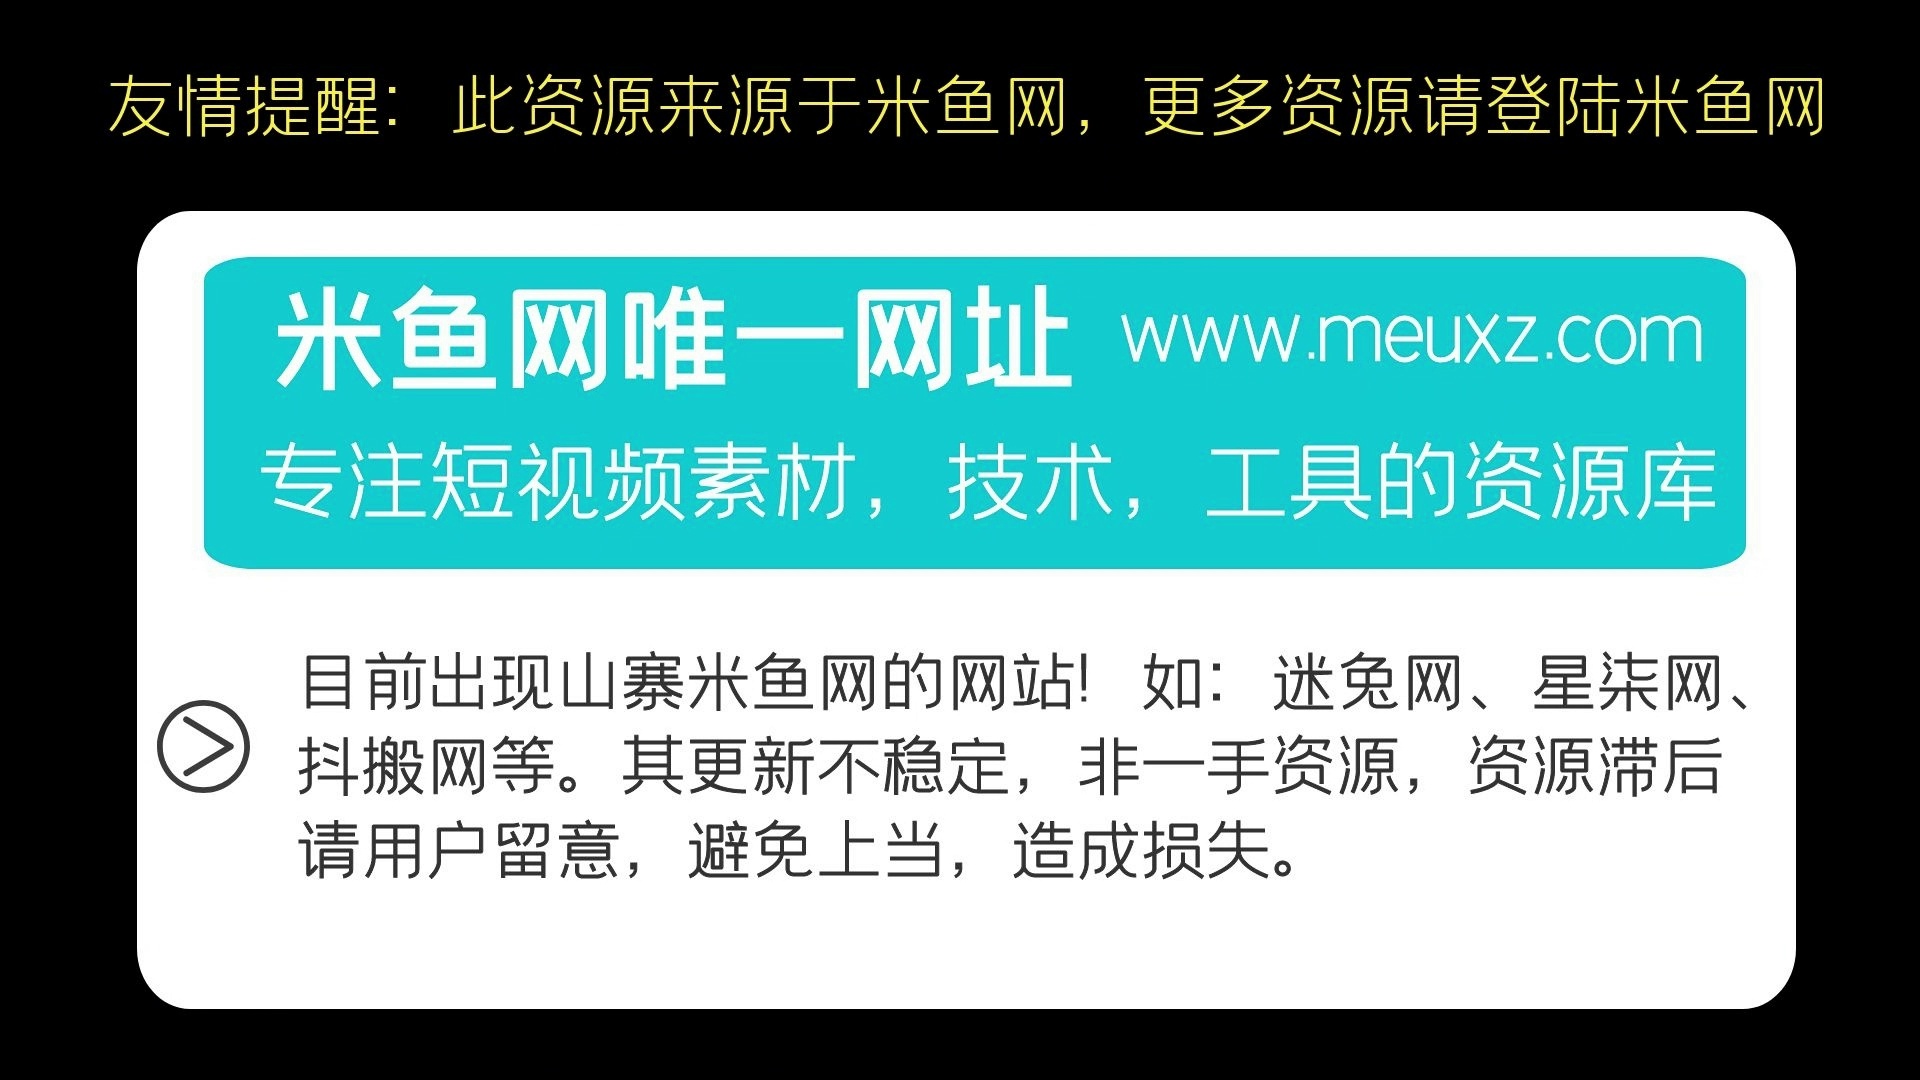 友情提醒：此资源来源于米鱼网，更多资源请登陆米鱼网
米鱼网唯一网址 www.meuxz.com
专注短视频素材，技术，工具的资源库
目前出现山寨米鱼网的网站！如：迷兔网、星柒网、
抖搬网等。其更新不稳定，非一手资源，资源滞后
请用户留意，避免上当，造成损失。